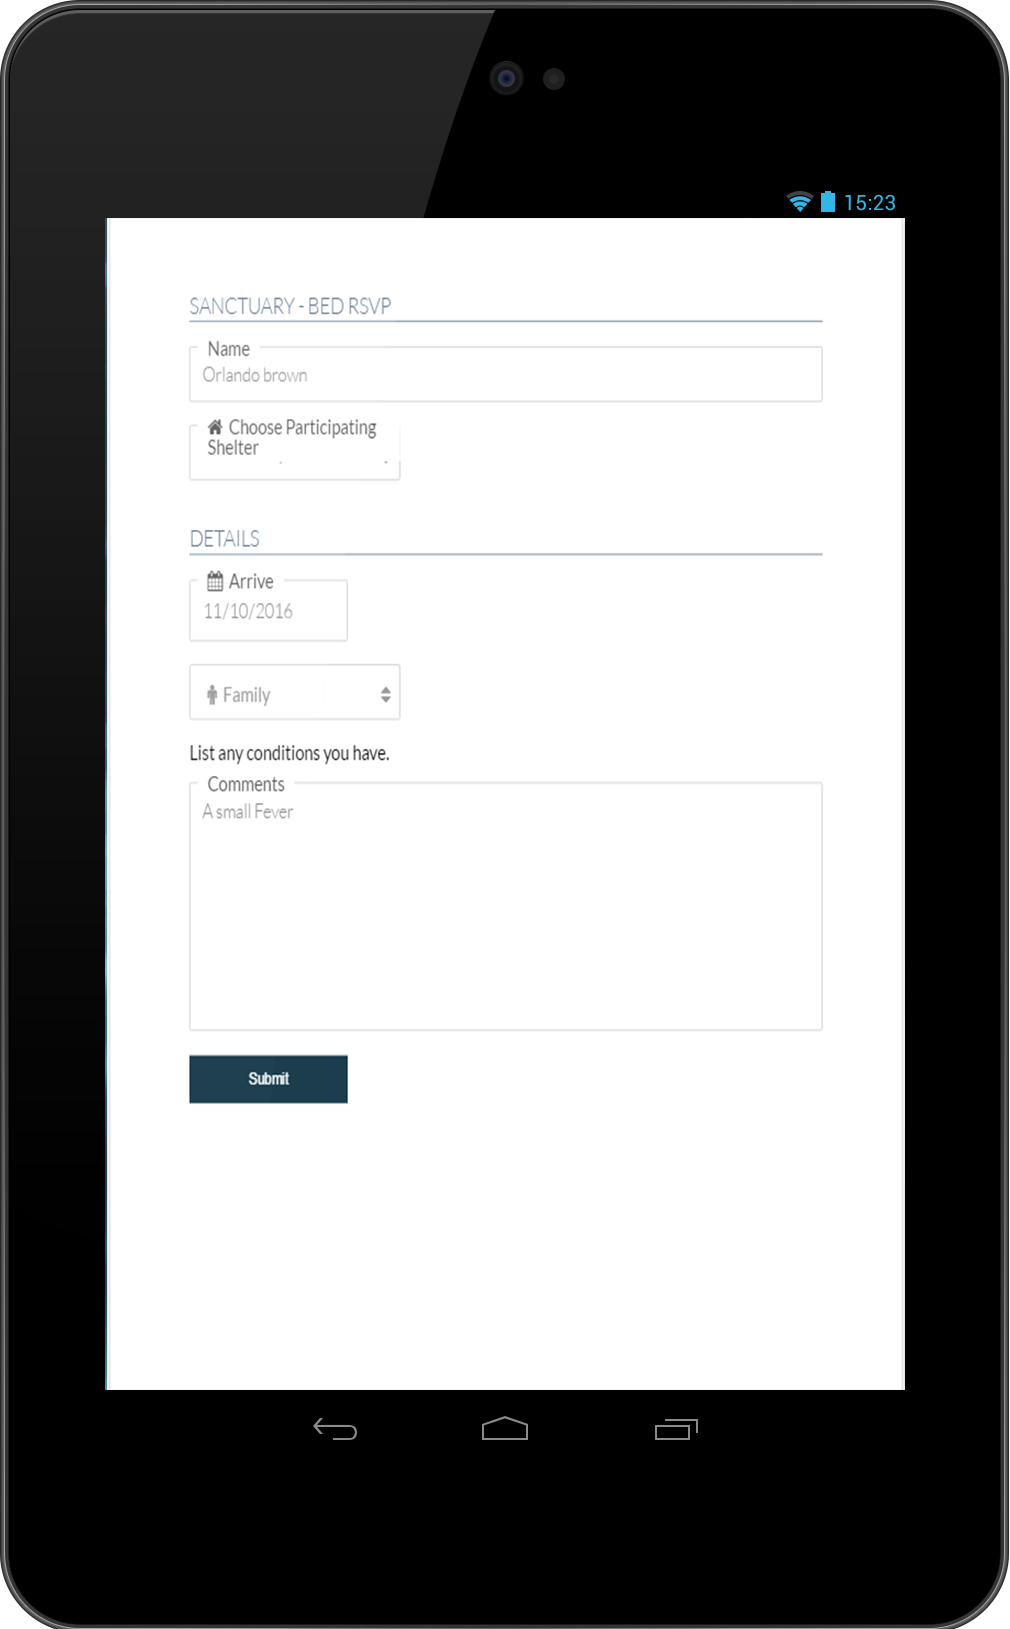 15:23
SANCTUARY - BED RSVP
Name
Orlando brown
Choose Participating
Shelter
DETAILS
Arrive
11/10/2016
Family
List any conditions you have.
Comments
A small Fever
Submit